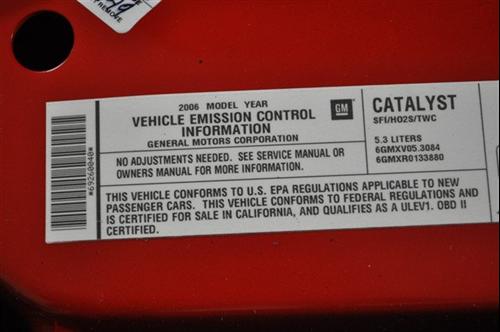 REMOVE
2006 MODEL YEAR
VEHICLE EMISSION CONTROL
INFORMATION
GENERAL MOTORS CORPORATION
GM
CATALYST
SFI/HO2S/TWC
5.3 LITERS
6GMXV05.3084
6GMXR0133880
NO ADJUSTMENTS NEEDED. SEE SERVICE MANUAL OR
OWNERS MANUAL FOR MORE INFORMATION
THIS VEHICLE CONFORMS TO U.S. EPA REGULATIONS APPLICABLE TO NEW
PASSENGER CARS. THIS VEHICLE CONFORMS TO FEDERAL REGULATIONS AND
IS CERTIFIED FOR SALE IN CALIFORNIA, AND QUALIFIES AS A ULEV1. OBD II
CERTIFIED.
*69260040*